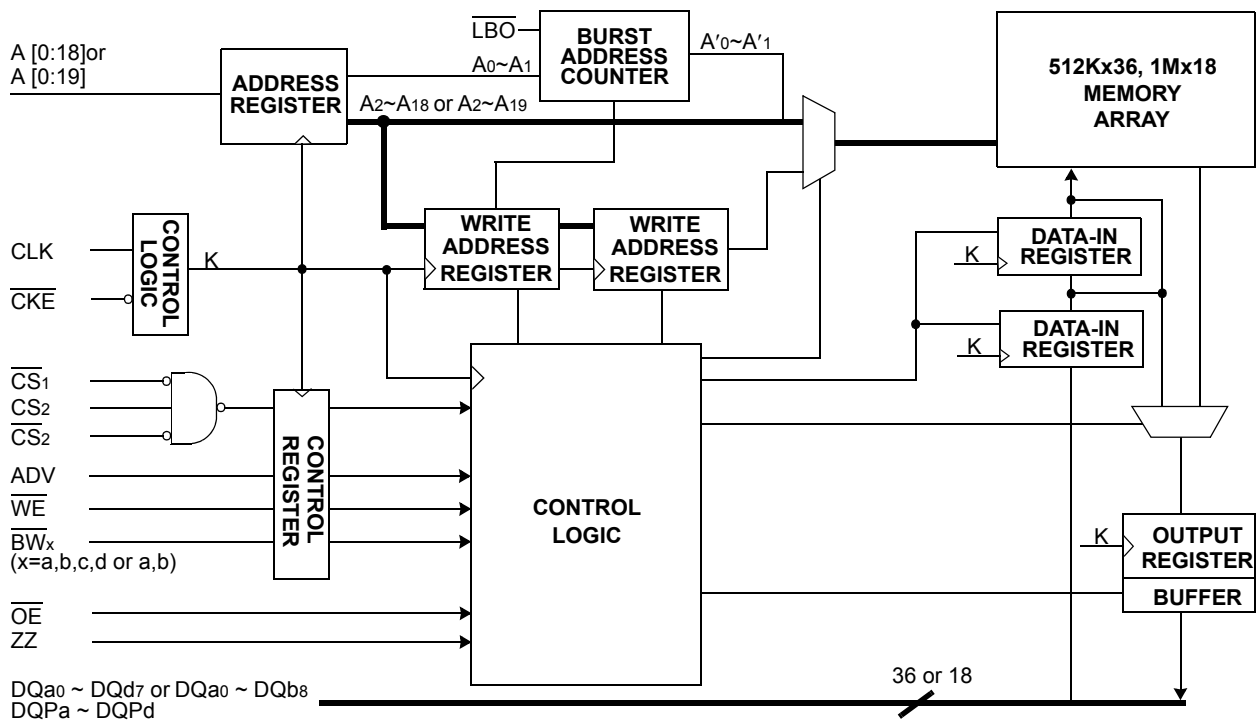 A [0:18]or
A [0:19]
ADDRESS
REGISTER
LBO
A0~A1
BURST
ADDRESS
COUNTER
A′0~A′1
A2~A18 or A2~A19
512Kx36, 1Mx18
MEMORY
ARRAY
WRITE
ADDRESS
REGISTER
WRITE
ADDRESS
REGISTER
CLK
CKE
CONTROL
LOGIC
K
DATA-IN
REGISTER
K
DATA-IN
REGISTER
K
CS1
CS2
CS2
ADV
WE
BWx
(x=a,b,c,d or a,b)
CONTROL
REGISTER
CONTROL
LOGIC
K
OUTPUT
REGISTER
BUFFER
OE
ZZ
DQa0 ~ DQd7 or DQa0 ~ DQb8
DQPa ~ DQPd
36 or 18